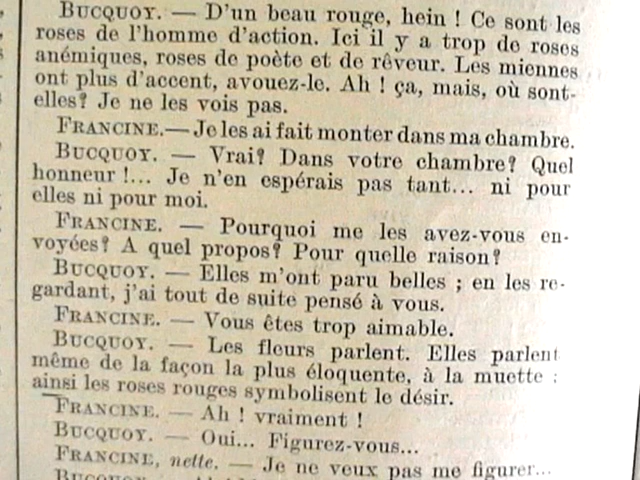 BUCQUOY. — D'un beau rouge, hein ! Ce sont les
roses de l'homme d'action. Ici il y a trop de roses
anémiques, roses de poète et de rêveur. Les miennes
ont plus d'accent, avouez-le. Ah ! ça, mais, où sont-
elles? Je ne les vois pas.
FRANCINE.— Je les ai fait monter dans ma chambre.
BUCQUOY. — Vrai? Dans votre chambre? Quel
honneur !... Je n'en espérais pas tant... ni pour
elles ni pour moi.
FRANCINE. — Pourquoi me les avez-vous en-
voyées? A quel propos? Pour quelle raison?
BUCQUOY. — Elles m'ont paru belles ; en les re-
gardant, j'ai tout de suite pensé à vous.
FRANCINE. — Vous êtes trop aimable.
BUCQUOY. — Les fleurs parlent. Elles parlent
même de la façon la plus éloquente, à la muette :
ainsi les roses rouges symbolisent le désir.
FRANCINE. — Ah ! vraiment !
BUCQUOY. — Oui... Figurez-vous...
FRANCINE, nette. — Je ne veux pas me figurer...